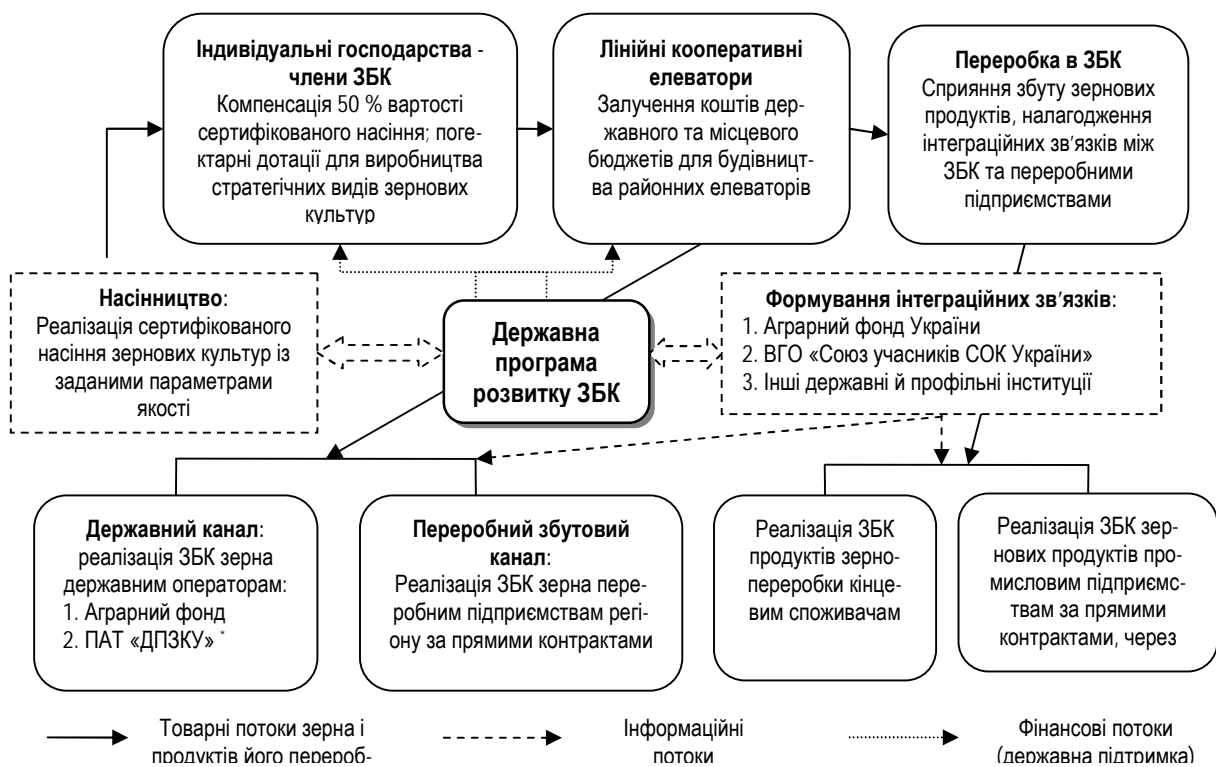 Індивідуальні господарства -
члени ЗБК
Компенсація 50 % вартості
сертифікованого насіння; поге-
ктарні дотації для виробництва
стратегічних видів зернових
культур
Лінійні кооперативні
елеватори
Залучення коштів дер-
жавного та місцевого
бюджетів для будівницт-
ва районних елеваторів
Переробка в ЗБК
Сприяння збуту зернових
продуктів, налагодження
інтеграційних зв’язків між
ЗБК та переробними
підприємствами
Насінництво:
Реалізація сертифікованого
насіння зернових культур із
заданими параметрами
якості
Державна
програма
розвитку ЗБК
Формування інтеграційних зв’язків:
1. Аграрний фонд України
2. ВГО «Союз учасників СОК України»
3. Інші державні й профільні інституції
Державний канал:
реалізація ЗБК зерна
державним операторам:
1. Аграрний фонд
2. ПАТ «ДПЗКУ» *
Переробний збутовий
канал:
Реалізація ЗБК зерна пере-
робним підприємствам регі-
ону за прямими контрактами
Реалізація ЗБК
продуктів зерно-
переробки кінце-
вим споживачам
Реалізація ЗБК зер-
нових продуктів про-
мисловим підприємс-
твам за прямими
контрактами, через
Товарні потоки зерна і
продуктів його перероб-
Інформаційні
потоки
Фінансові потоки
(державна підтримка)